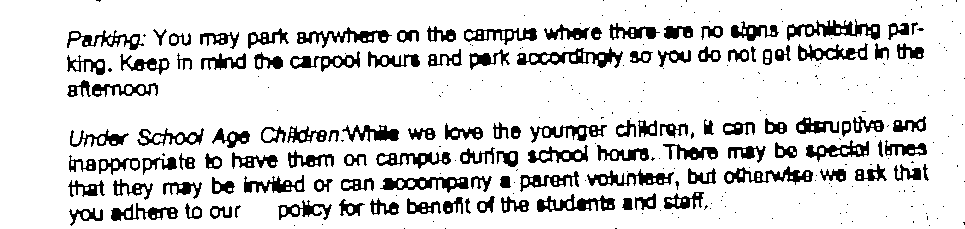 Parking: You may park anywhere on the campus where there are no signs prohibiting par-
king. Keep in mind the carpool hours and park accordingly so you do not get blocked in the
afternoon
Under School Age Children:While we love the younger children, it can be disruptive and
inappropriate to have them on campus during school hours. There may be special times
that they may be invited or can accompany a parent volunteer, but otherwise we ask that
you adhere to our policy for the benefit of the students and staff.